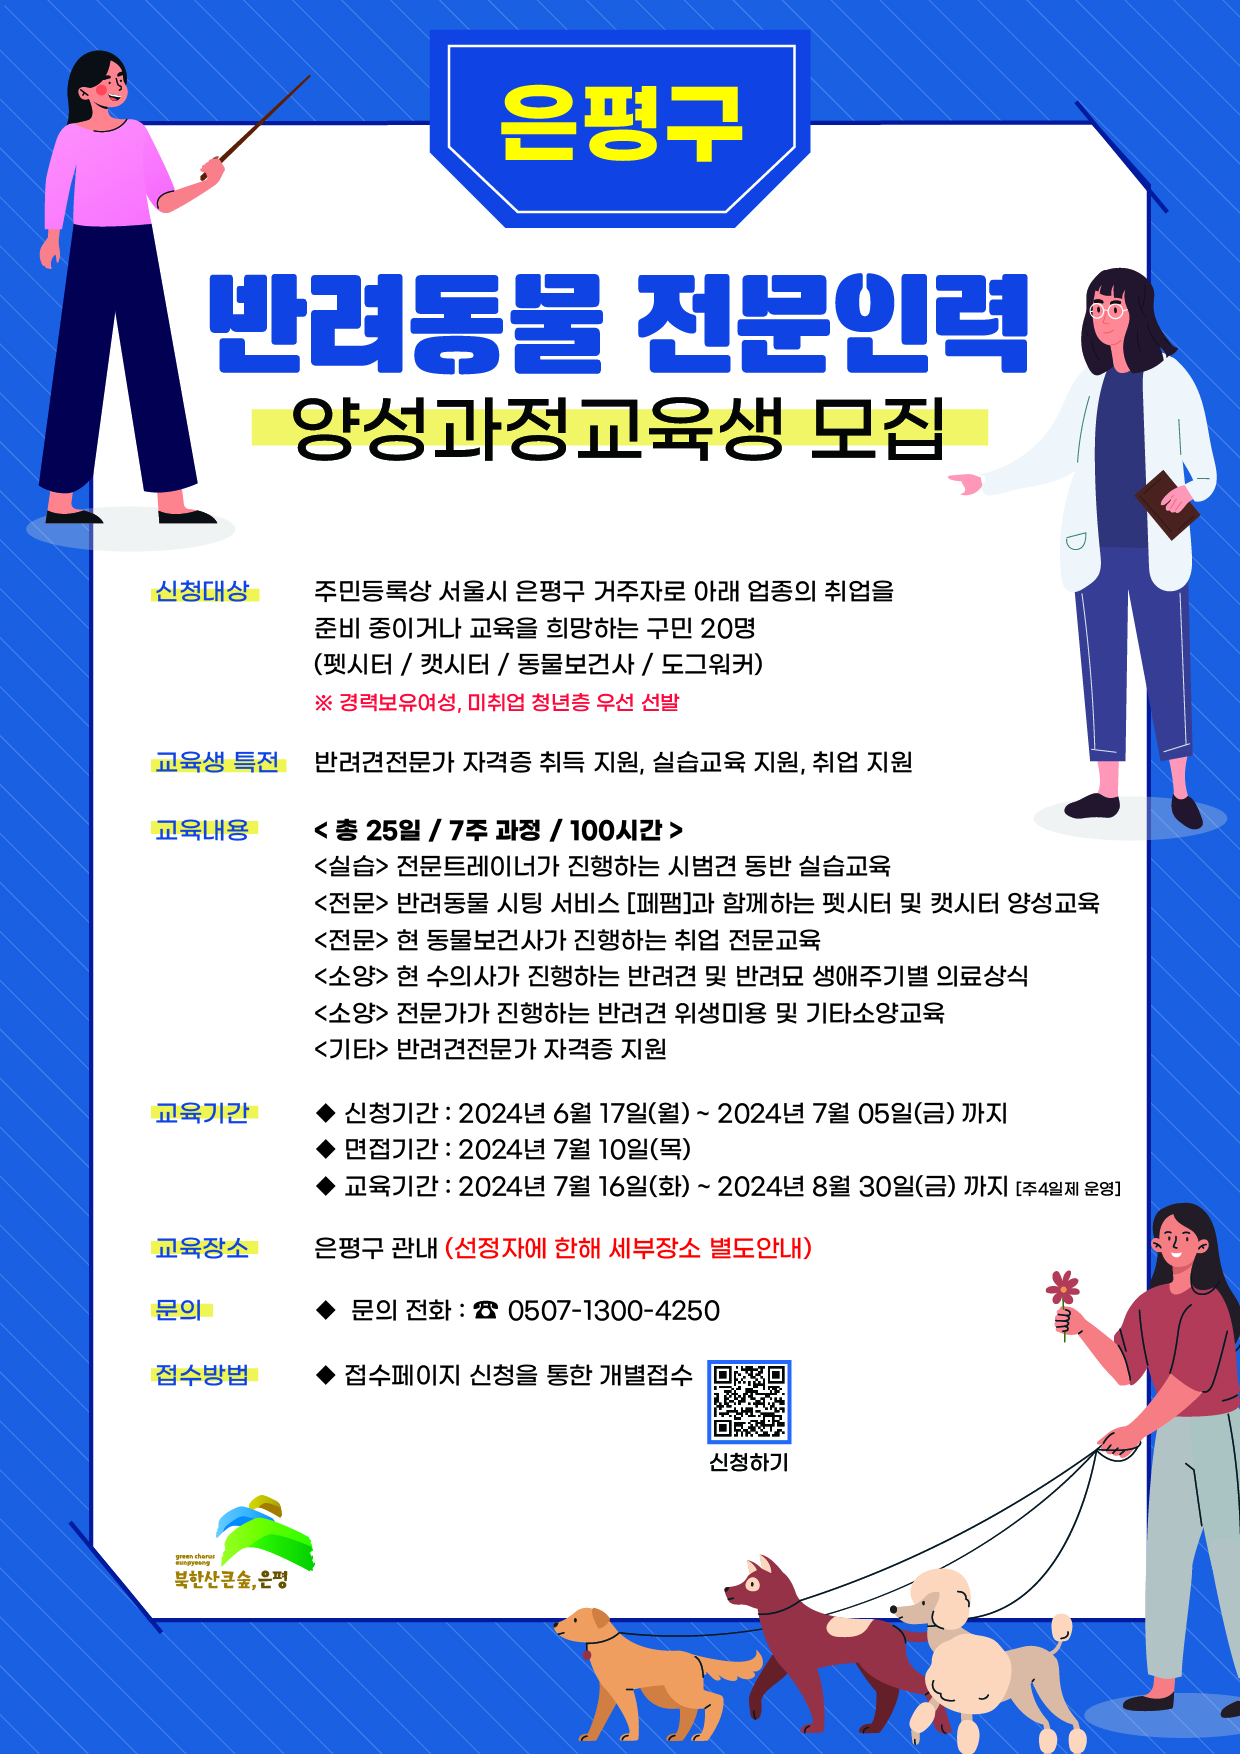 은평구
반려동물 전문인력
양성과정교육생 모집
신청대상
주민등록상 서울시 은평구 거주자로 아래 업종의 취업을
준비 중이거나 교육을 희망하는 구민 20명
(펫시터 / 캣시터 / 동물보건사 / 도그워커)
※ 경력보유여성, 미취업 청년층 우선 선발
교육생 특전
반려견전문가 자격증 취득 지원, 실습교육 지원, 취업 지원
교육내용
< 총 25일 / 7주 과정 / 100시간 >
<실습> 전문트레이너가 진행하는 시범견 동반 실습교육
<전문> 반려동물 시팅 서비스 [페팸]과 함께하는 펫시터 및 캣시터 양성교육
<전문> 현 동물보건사가 진행하는 취업 전문교육
<소양> 현 수의사가 진행하는 반려견 및 반려묘 생애주기별 의료상식
<소양> 전문가가 진행하는 반려견 위생미용 및 기타소양교육
<기타> 반려견전문가 자격증 지원
교육기간
◆ 신청기간 : 2024년 6월 17일(월) ~ 2024년 7월 05일(금) 까지
◆ 면접기간 : 2024년 7월 10일(목)
◆ 교육기간 : 2024년 7월 16일(화) ~ 2024년 8월 30일(금) 까지 [주4일제 운영]
교육장소
은평구 관내 (선정자에 한해 세부장소 별도안내)
문의
◆ 문의 전화 : ☎ 0507-1300-4250
접수방법
◆ 접수페이지 신청을 통한 개별접수
신청하기
green chorus
eunpyeong
북한산큰숲,은평